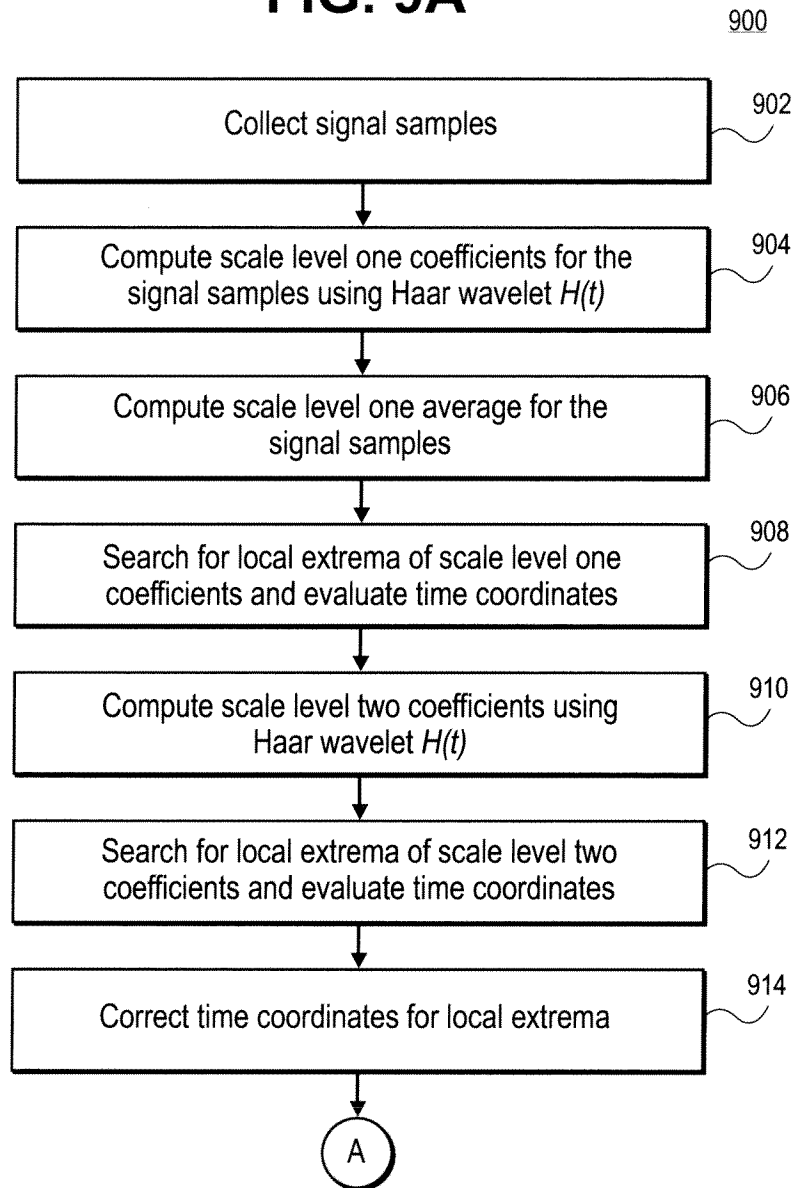 FIG. 9A
900
Collect signal samples
902
Compute scale level one coefficients for the
signal samples using Haar wavelet H(t)
904
Compute scale level one average for the
signal samples
906
Search for local extrema of scale level one
coefficients and evaluate time coordinates
908
Compute scale level two coefficients using
Haar wavelet H(t)
910
Search for local extrema of scale level two
coefficients and evaluate time coordinates
912
Correct time coordinates for local extrema
914
A